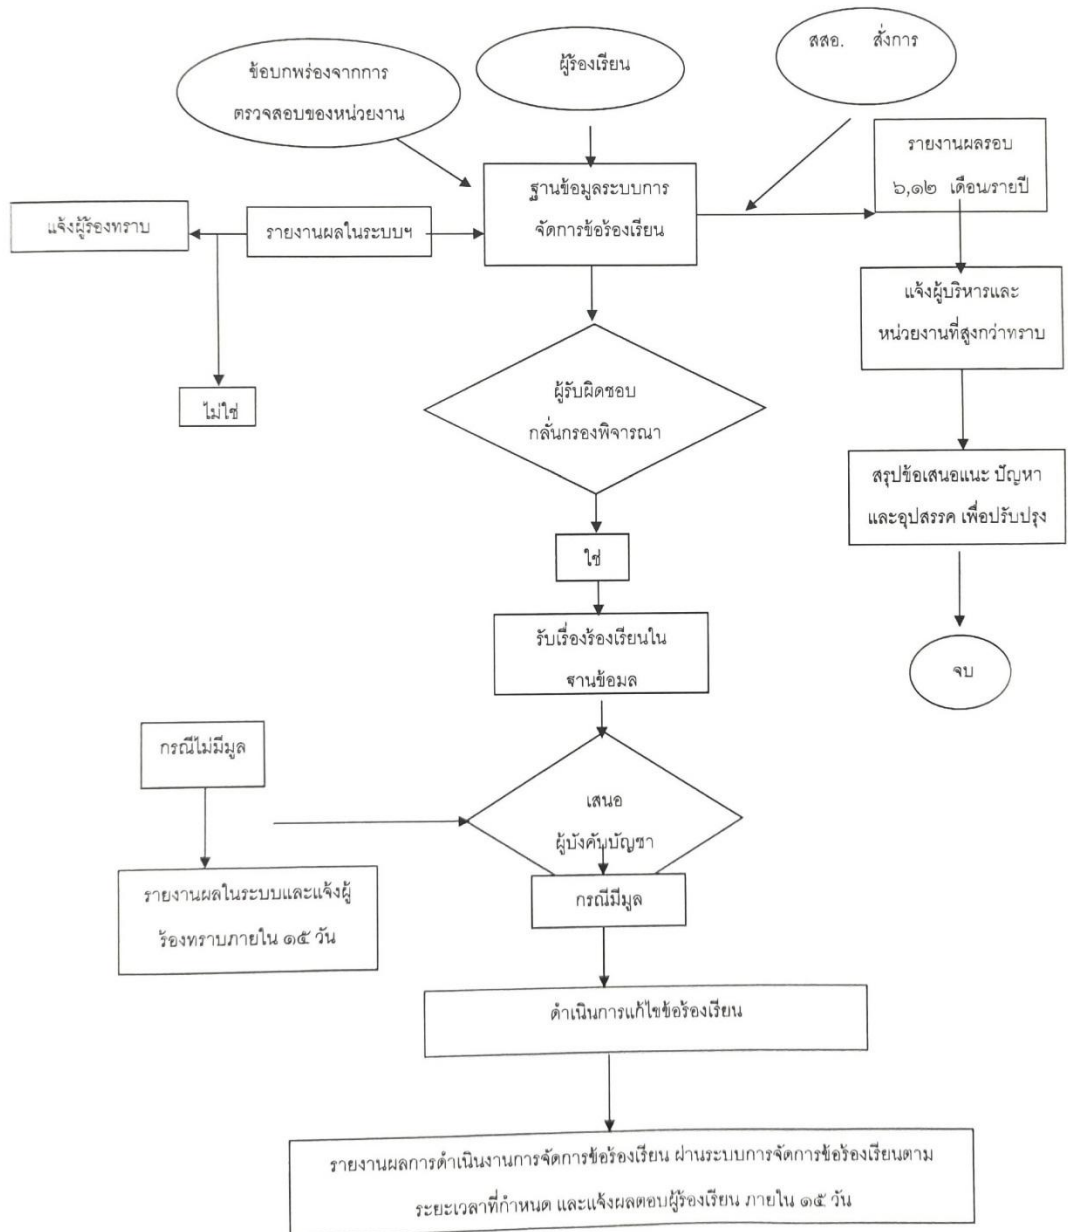 ข้อบกพร่องจากการ
ตรวจสอบของหน่วยงาน
ผู้ร้องเรียน
สสอ. สั่งการ
รายงานผลรอบ
๖,๑๒ เดือน/รายปี
ฐานข้อมูลระบบการ
จัดการข้อร้องเรียน
แจ้งผู้ร้องทราบ
รายงานผลในระบบฯ
แจ้งผู้บริหารและ
หน่วยงานที่สูงกว่าทราบ
ไม่ใช่
ผู้รับผิดชอบ
กลั่นกรองพิจารณา
สรุปข้อเสนอแนะ ปัญหา
และอุปสรรค เพื่อปรับปรุง
ใช่
รับเรื่องร้องเรียนใน
ฐานข้อมูล
จบ
กรณีไม่มีมูล
เสนอ
ผู้บังคับบัญชา
รายงานผลในระบบและแจ้งผู้
ร้องทราบภายใน ๑๕ วัน
กรณีมีมูล
ดำเนินการแก้ไขข้อร้องเรียน
รายงานผลการดำเนินงานการจัดการข้อร้องเรียน ผ่านระบบการจัดการข้อร้องเรียนตาม
ระยะเวลาที่กำหนด และแจ้งผลตอบผู้ร้องเรียน ภายใน ๑๕ วัน